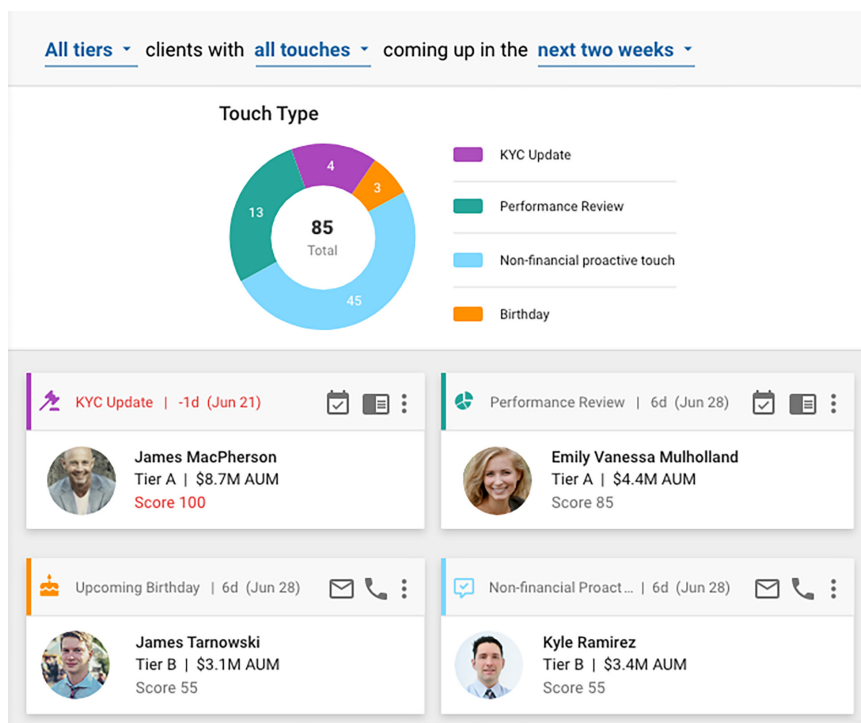 All tiers clients with all touches coming up in the next two weeks
Touch Type
4
3
13
85
Total
45
KYC Update
Performance Review
Non-financial proactive touch
Birthday
KYC Update | -1d (Jun 21)
James MacPherson
Tier A | $8.7M AUM
Score 100
Performance Review | 6d (Jun 28)
Emily Vanessa Mulholland
Tier A | $4.4M AUM
Score 85
Upcoming Birthday | 6d (Jun 28)
James Tarnowski
Tier B | $3.1M AUM
Score 55
Non-financial Proact... | 6d (Jun 28)
Kyle Ramirez
Tier B | $3.4M AUM
Score 55